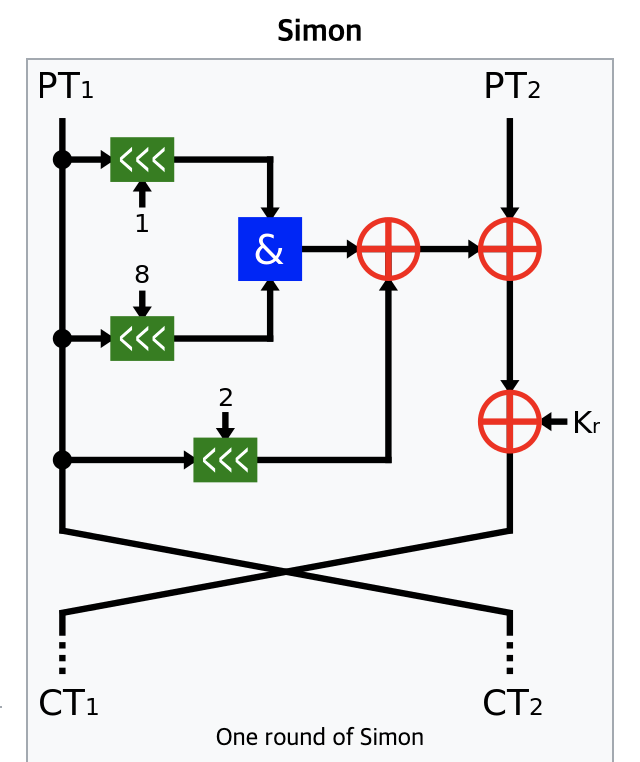 Simon
PT1 PT2
<<<
1
&
8
<<<
2
Kr
<<<
CT1 CT2
One round of Simon